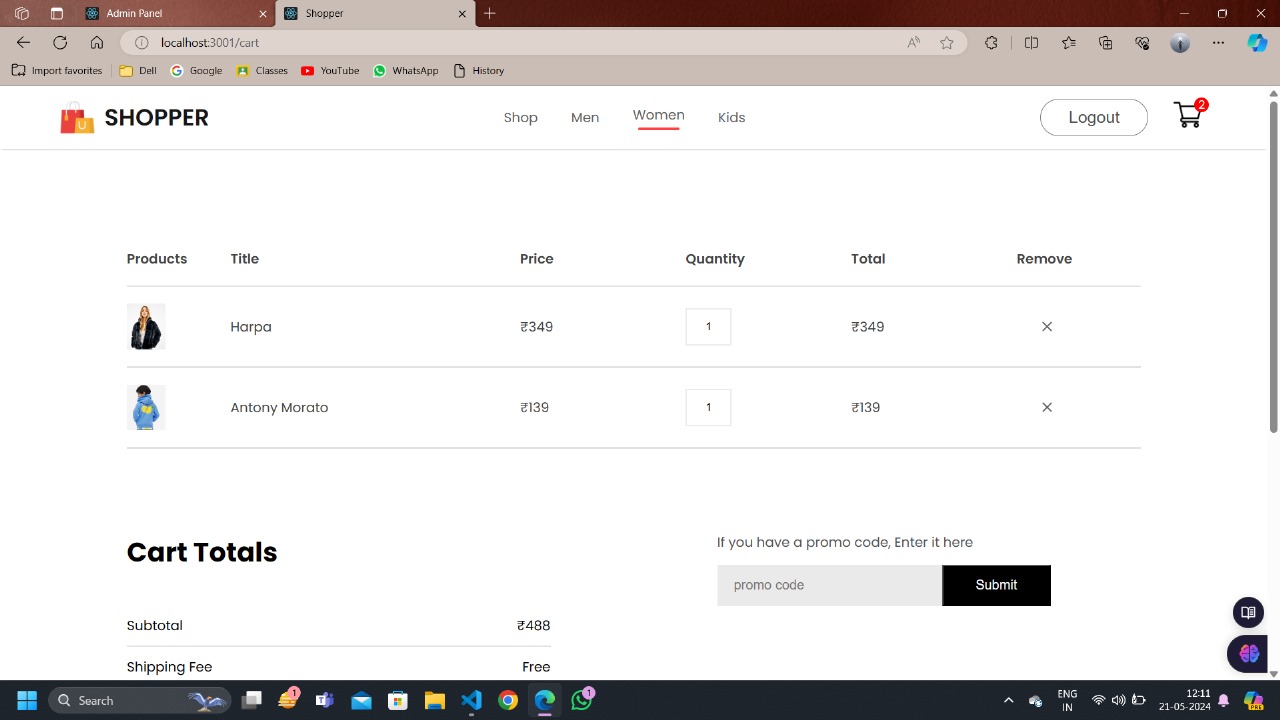 Admin Panel
Shopper
localhost:3001/cart
Import favorites
Dell
Google
Classes
YouTube
WhatsApp
History
SHOPPER
Shop
Men
Women
Kids
Logout
2
Products Title Price Quantity Total Remove
Harpa ₹349 1 ₹349
Antony Morato ₹139 1 ₹139
Cart Totals
If you have a promo code, Enter it here
promo code
Submit
Subtotal ₹488
Shipping Fee Free
Search
1
1
ENG
IN
12:11
21-05-2024
PRE